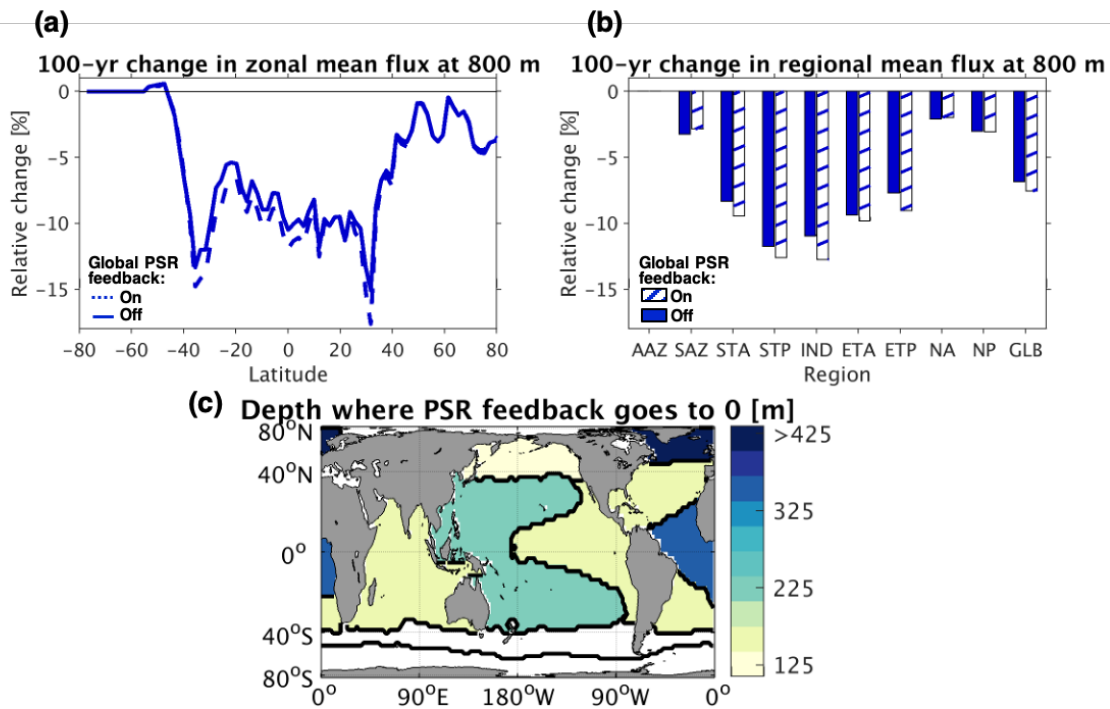 (a)
100-yr change in zonal mean flux at 800 m
Relative change [%]
0
−5
−10
−15
Global PSR
feedback:
On
Off
−80 −60 −40 −20 0 20 40 60 80
Latitude
(b)
100-yr change in regional mean flux at 800 m
Relative change [%]
0
−5
−10
−15
Global PSR
feedback:
On
Off
AAZ SAZ STA STP IND ETA ETP NA NP GLB
Region
(c)
Depth where PSR feedback goes to 0 [m]
80°N
40°N
0°
40°S
80°S
0° 90°E 180°W 90°W 0°
>425
325
225
125